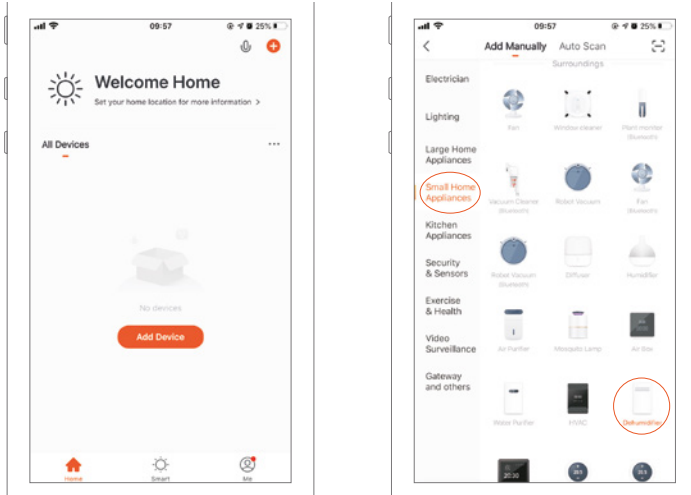 09:57
25%
Welcome Home
Set your home location for more information >
All Devices
No devices
Add Device
Home
Smart
Me
09:57
25%
Add Manually
Auto Scan
Surroundings
Electrician
Lighting
Large Home
Appliances
Small Home
Appliances
Kitchen
Appliances
Security
& Sensors
Exercise
& Health
Video
Surveillance
Gateway
and others
Fan
Window cleaner
Plant monitor
(Bluetooth)
Vacuum Cleaner
(Bluetooth)
Robot Vacuum
Fan
(Bluetooth)
Robot Vacuum
(Bluetooth)
Diffuser
Humidifier
Air Purifier
Mosquito Lamp
Air Box
Water Purifier
HVAC
Dehumidifier
20:30